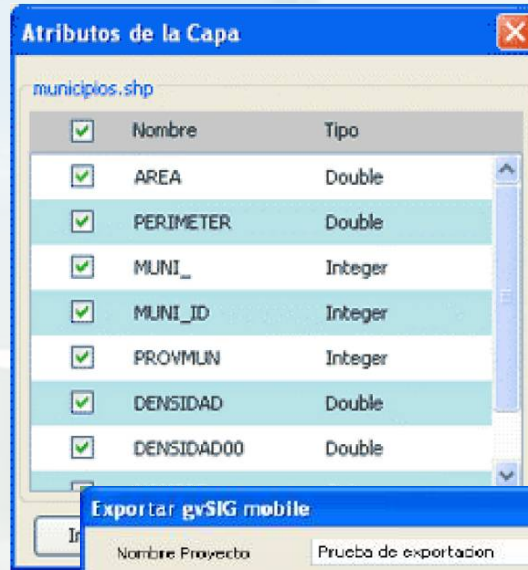 Atributos de la Capa
municipios.shp
Nombre Tipo
AREA Double
PERIMETER Double
MUNI_ Integer
MUNI_ID Integer
PROVMUN Integer
DENSIDAD Double
DENSIDAD00 Double
Exportar gvSIG mobile
Nombre Proyecto Prueba de exportacion